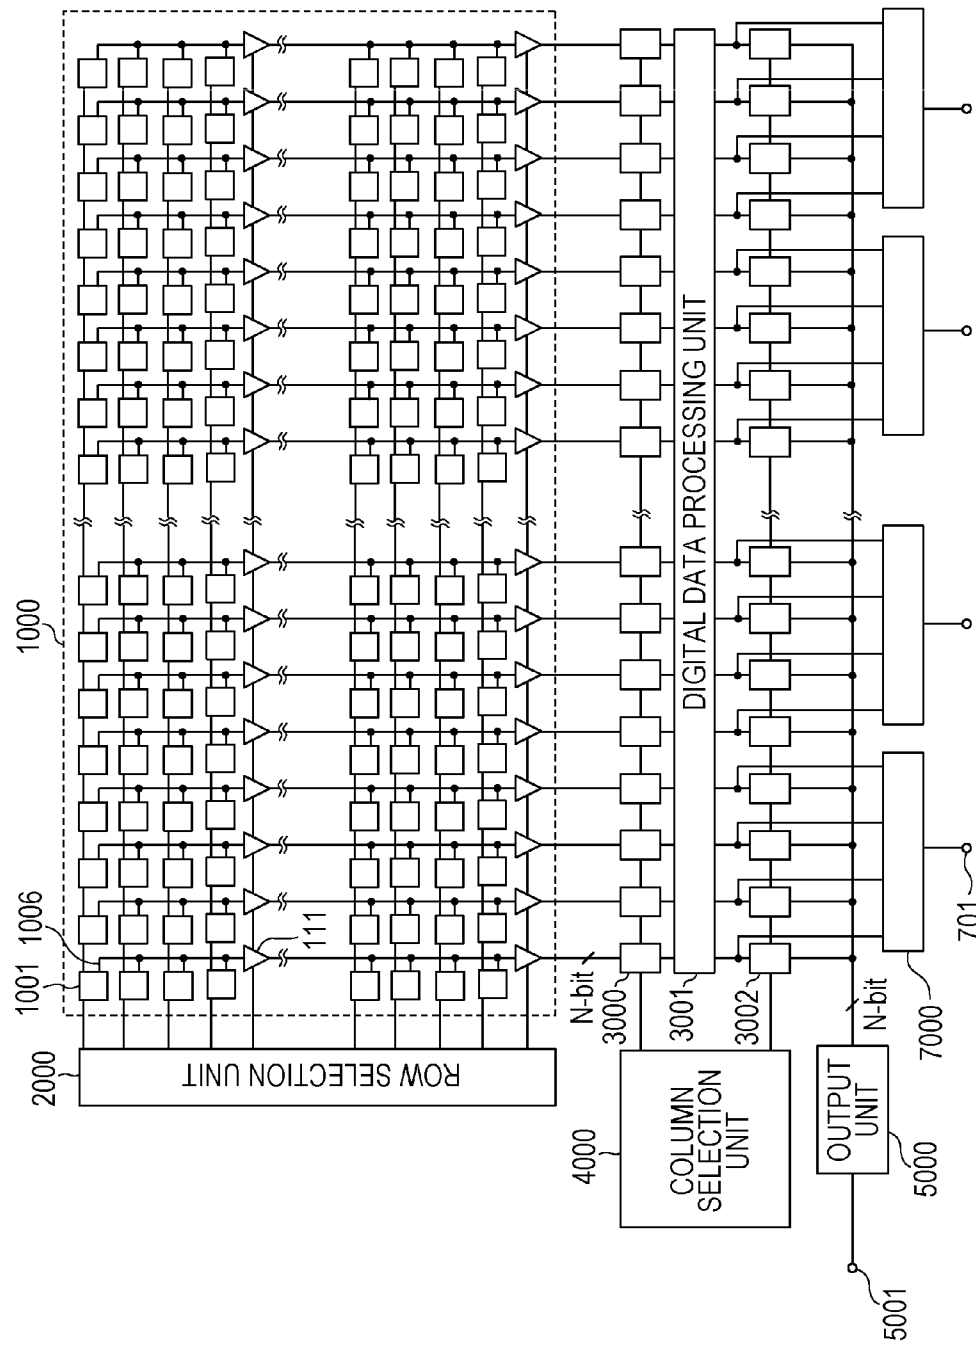 1000
1001
1006
111
2000
ROW SELECTION UNIT
N-bit
3000
3001
DIGITAL DATA PROCESSING UNIT
3002
4000
COLUMN
SELECTION
UNIT
N-bit
OUTPUT
UNIT
5000
5001
7000
701